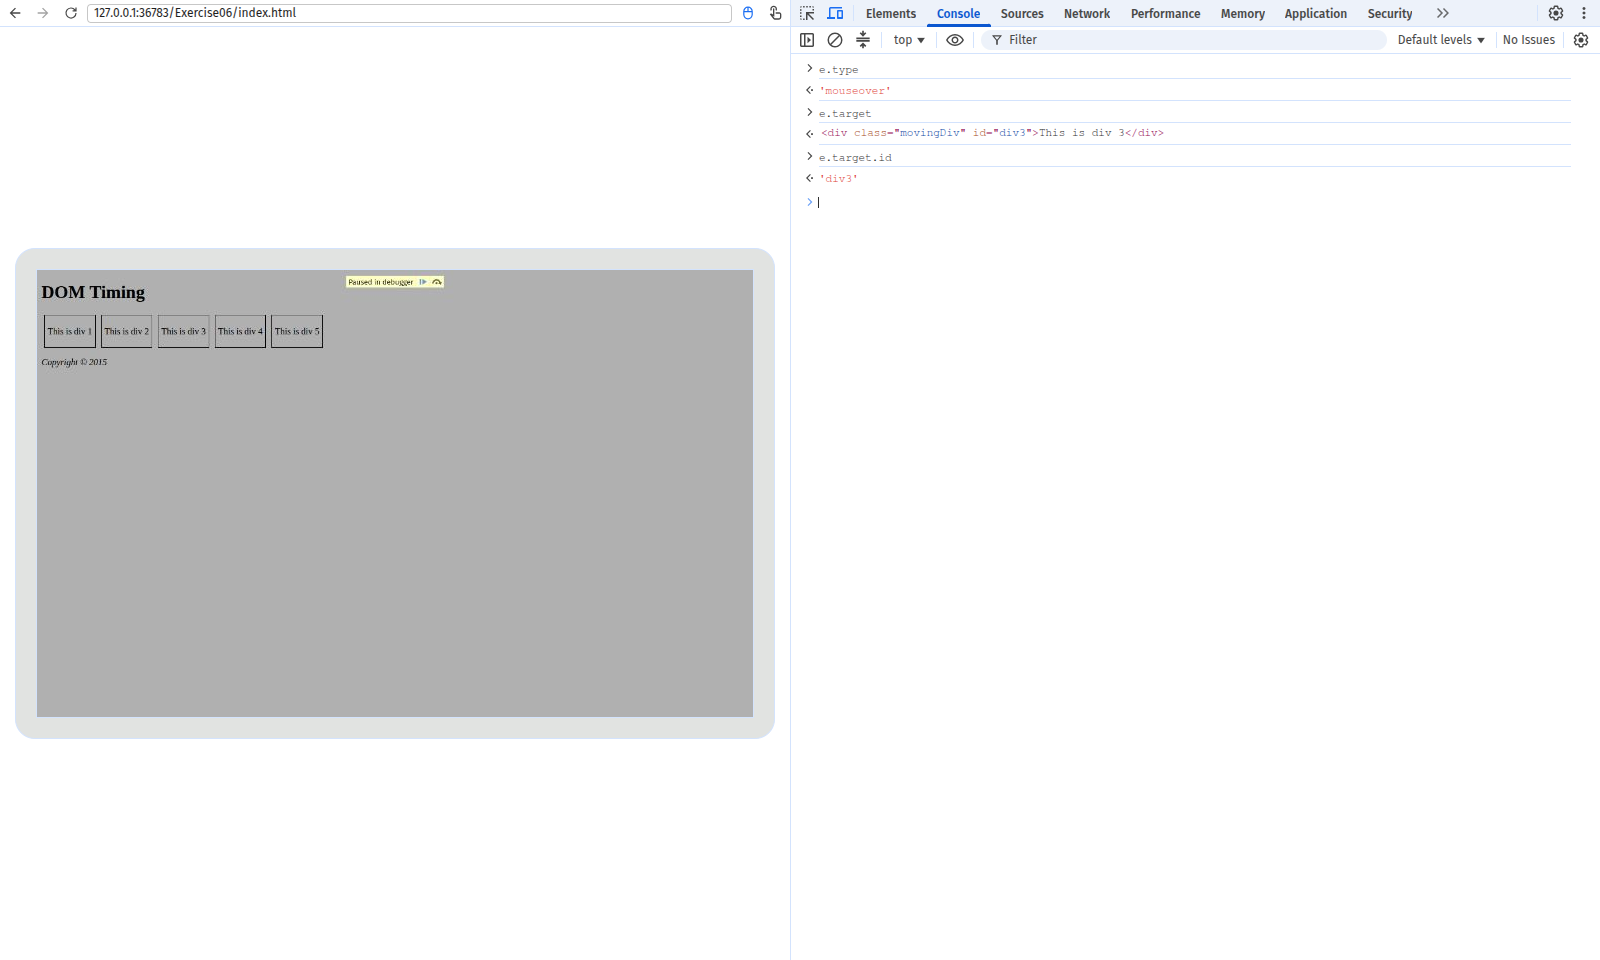 127.0.0.1:36783/Exercise06/index.html
Elements Console Sources Network Performance Memory Application Security
top Filter Default levels No Issues
e.type
'mouseover'
e.target
<div class="movingDiv" id="div3">This is div 3</div>
e.target.id
'div3'
Paused in debugger
DOM Timing
This is div 1 This is div 2 This is div 3 This is div 4 This is div 5
Copyright © 2015